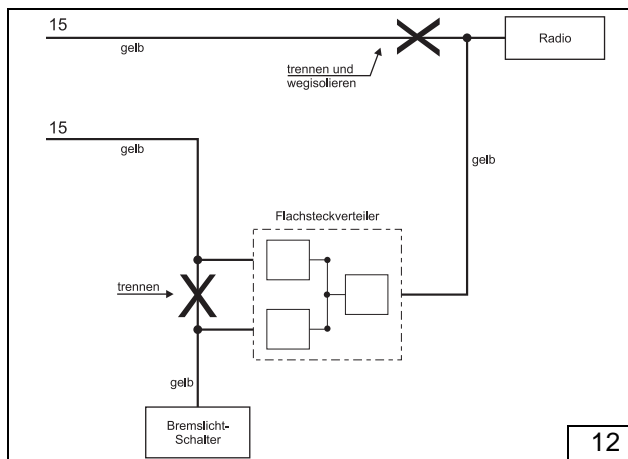 15
gelb
Radio
trennen und
wegisolieren
15
gelb
gelb
Flachsteckverteiler
trennen
gelb
Bremslicht-
Schalter
12